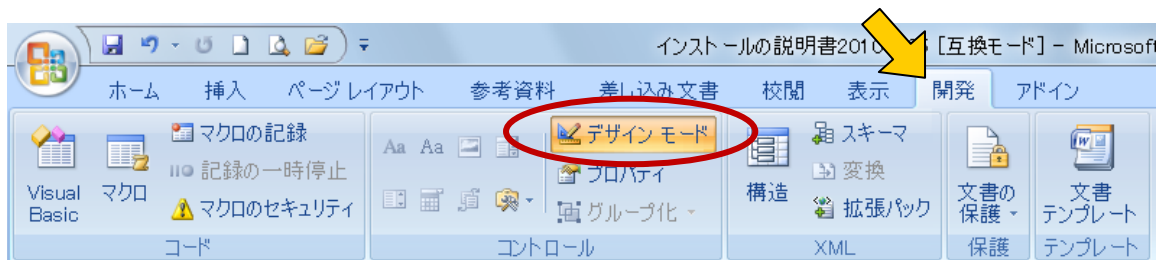 インストールの説明書2010 [互換モード] - Microsoft
ホーム 挿入 ページ レイアウト 参考資料 差し込み文書 校閲 表示 開発 アドイン
Visual Basic
マクロ
マクロの記録
記録の一時停止
マクロのセキュリティ
コード
Aa Aa
デザイン モード
プロパティ
グループ化
コントロール
構造
スキーマ
変換
拡張パック
XML
文書の
保護
保護
文書
テンプレート
テンプレート